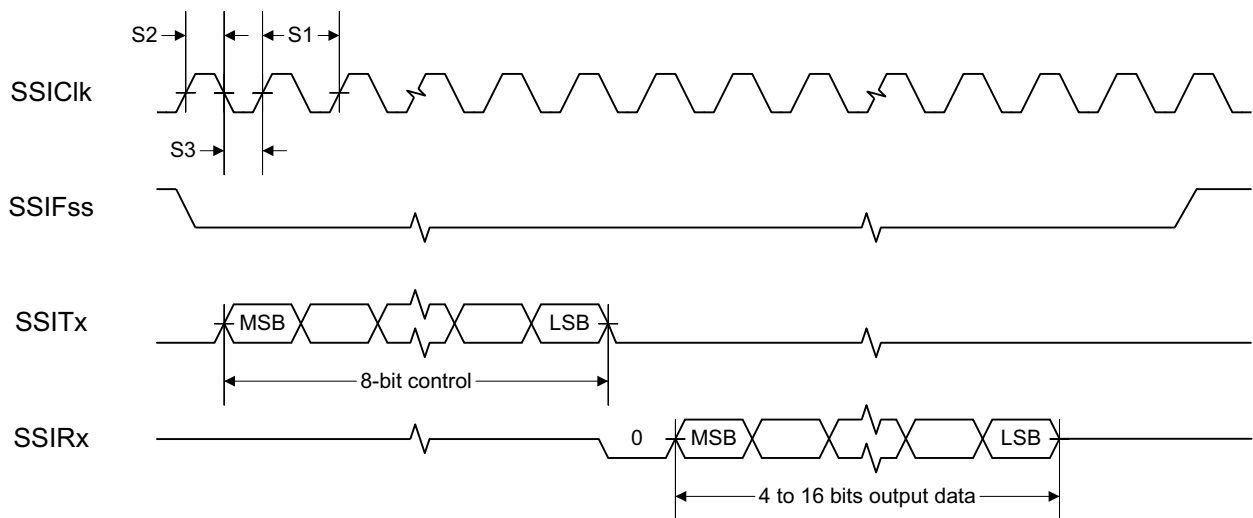 S2
S1
SSIClk
S3
SSIFss
SSITx
MSB
LSB
8-bit control
SSIRx
0
MSB
LSB
4 to 16 bits output data